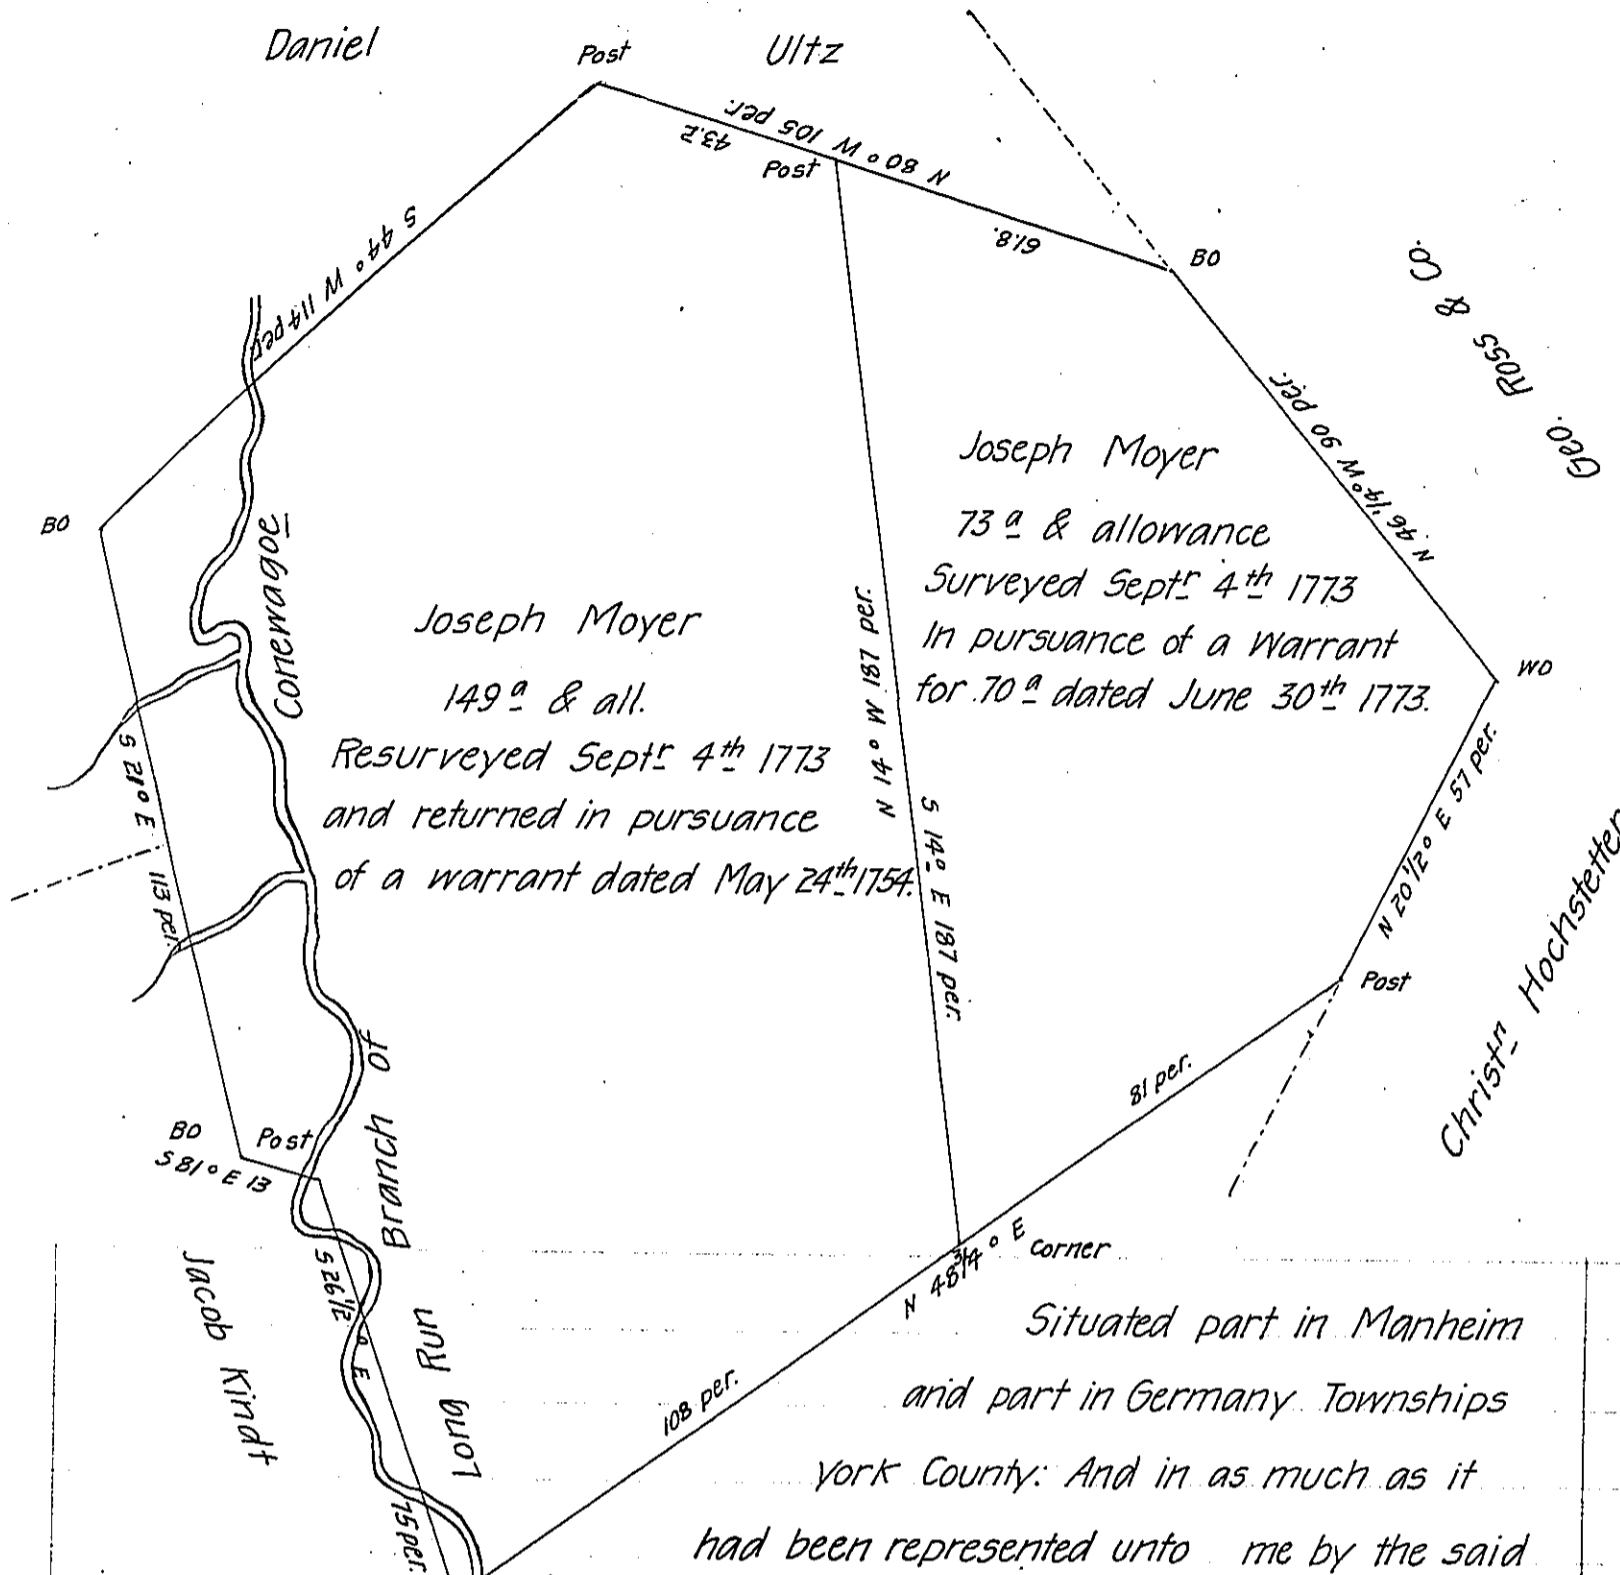 Daniel Ultz
Post
N 80° W 105 per.
43.2
Post
61.8.
BO
S 44° W 114 per.
Geo. Ross & Co.
N 46 1/4° W 90 per.
BO
Conewagoe
Joseph Moyer
149 a & all.
Resurveyed Septr 4th 1773
and returned in pursuance
of a warrant dated May 24th 1754.
N 14° W 187 per.
S 14° E 187 per.
Joseph Moyer
73 a & allowance
Surveyed Septr 4th 1773
In pursuance of a Warrant
for 70 a dated June 30th 1773.
WO
N 20 1/2° E 57 per.
Christn Hochstetter
Post
S 21° E 113 per.
81 per.
BO
Post
S 81° E 13
Branch of
Long Run
S 26 1/2° E
75 per.
Jacob Kindt
N 48 3/4° E
Corner
108 per.
Situated part in Manheim
and part in Germany Townships
York County: And in as much as it
had been represented unto me by the said